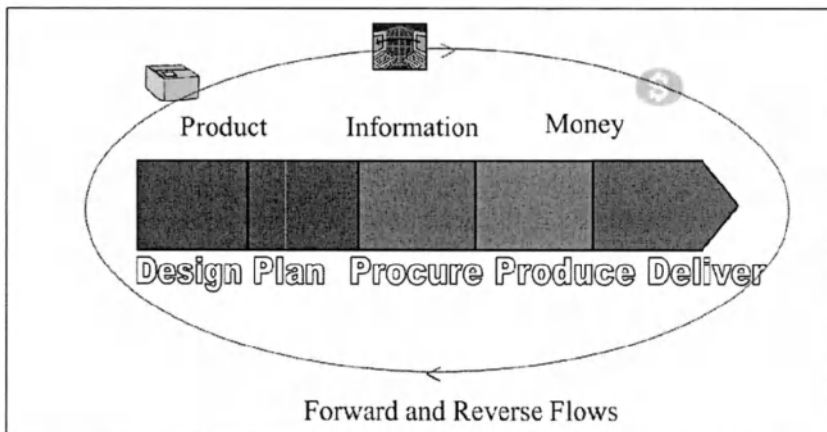 $
Product Information Money
Design Plan Procure Produce Deliver
Forward and Reverse Flows